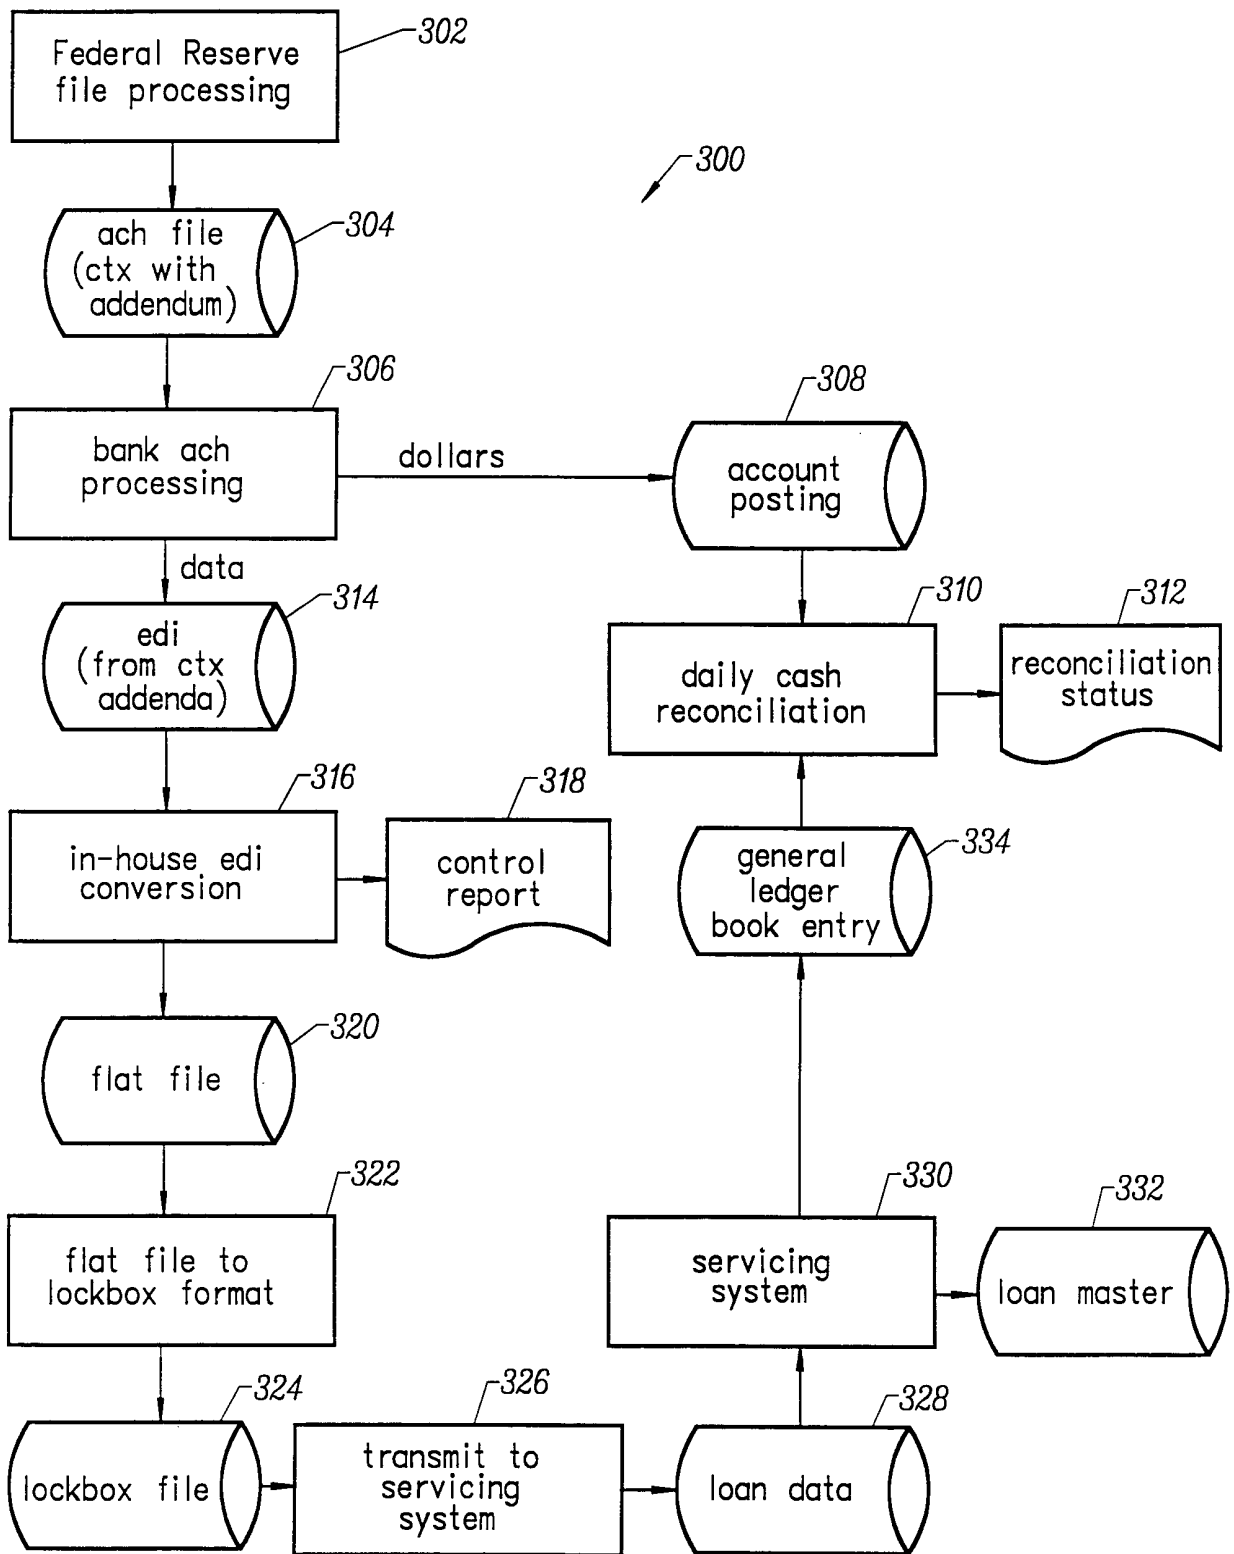 302
Federal Reserve
file processing
300
304
ach file
(ctx with
addendum)
306
bank ach
processing
dollars
308
account
posting
data
314
edi
(from ctx
addenda)
310
daily cash
reconciliation
312
reconciliation
status
316
in-house edi
conversion
318
control
report
334
general
ledger
book entry
320
flat file
322
flat file to
lockbox format
330
servicing
system
332
loan master
324
lockbox file
326
transmit to
servicing
system
328
loan data